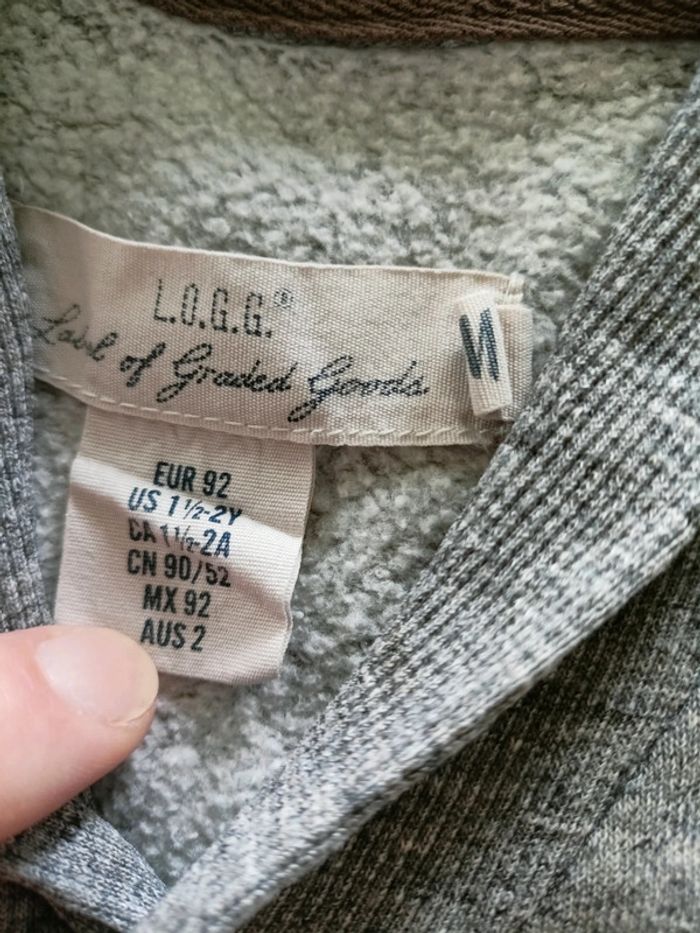 L.O.G.G.®
Label of Graded Goods
EUR 92
US 1½-2Y
CA 1½-2A
CN 90/52
MX 92
AUS 2